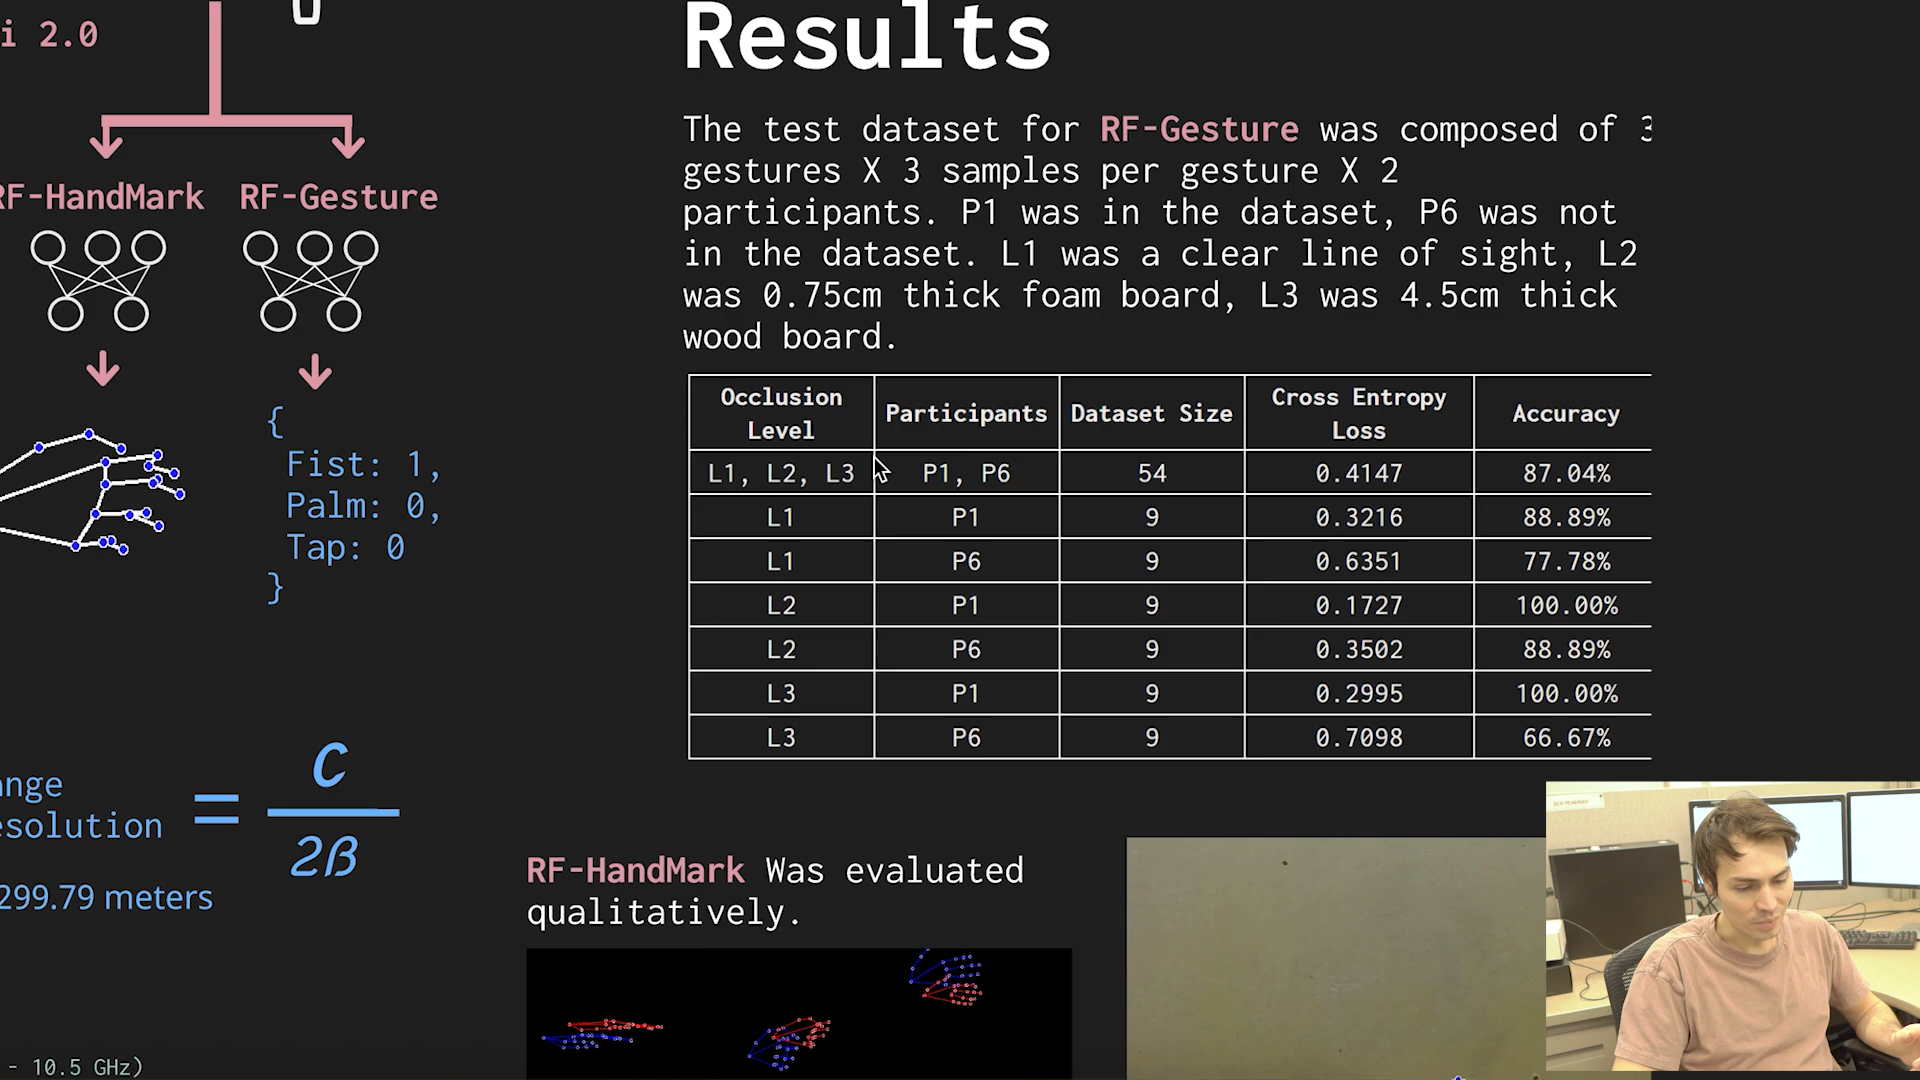 i 2.0
RF-HandMark
RF-Gesture
{
Fist: 1,
Palm: 0,
Tap: 0
}
= C
2β
299.79 meters
- 10.5 GHz)
Results
The test dataset for RF-Gesture was composed of 3
gestures X 3 samples per gesture X 2
participants. P1 was in the dataset, P6 was not
in the dataset. L1 was a clear line of sight, L2
was 0.75cm thick foam board, L3 was 4.5cm thick
wood board.
Occlusion Level Participants Dataset Size Cross Entropy Loss Accuracy
L1, L2, L3 P1, P6 54 0.4147 87.04%
L1 P1 9 0.3216 88.89%
L1 P6 9 0.6351 77.78%
L2 P1 9 0.1727 100.00%
L2 P6 9 0.3502 88.89%
L3 P1 9 0.2995 100.00%
L3 P6 9 0.7098 66.67%
RF-HandMark Was evaluated
qualitatively.